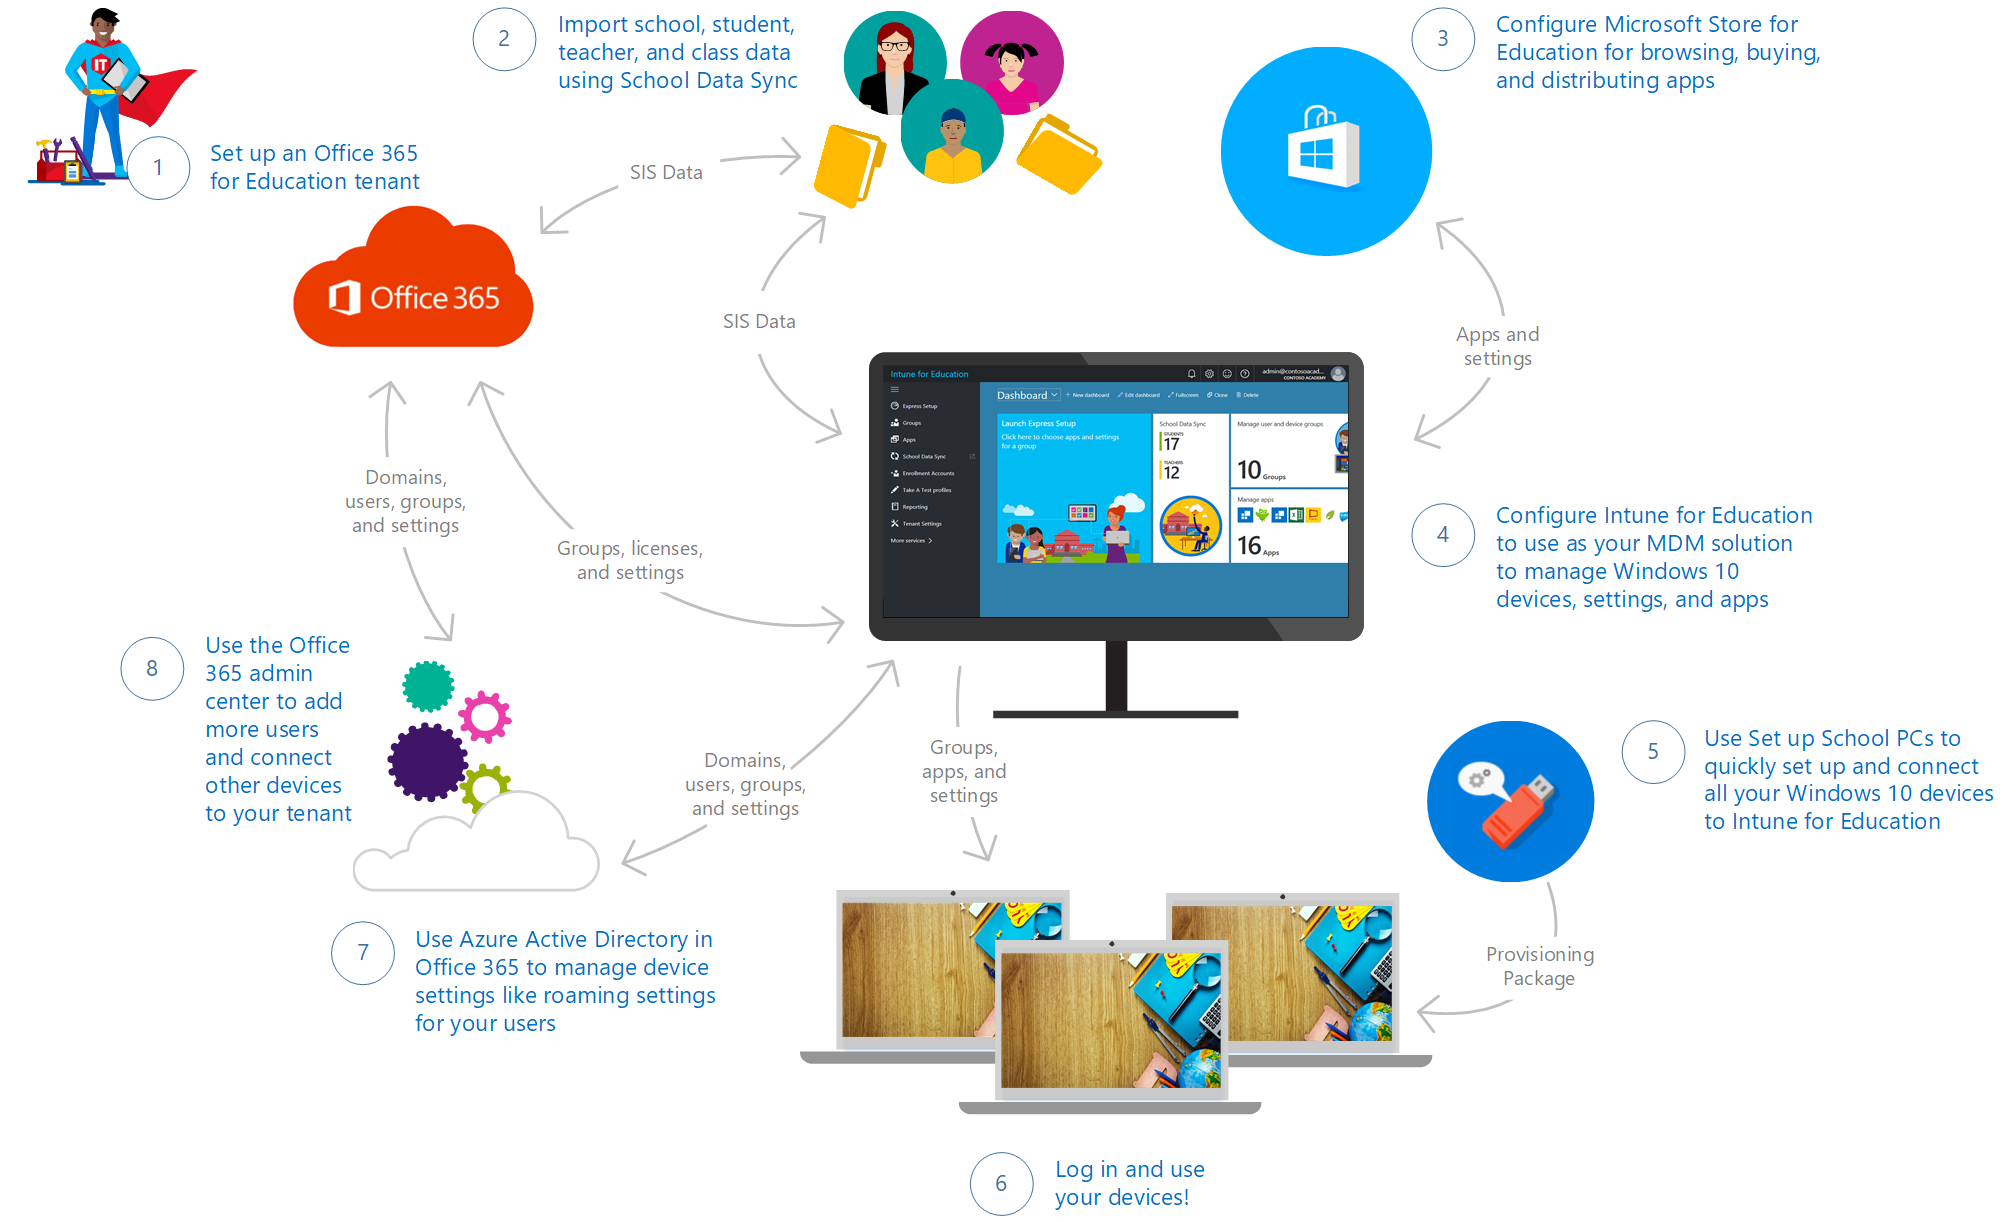 IT
1
Set up an Office 365
for Education tenant
2
Import school, student,
teacher, and class data
using School Data Sync
3
Configure Microsoft Store for
Education for browsing, buying,
and distributing apps
SIS Data
Office 365
SIS Data
Apps and
settings
Intune for Education
admin@contosoacad...
CONTOSO ACADEMY
Express Setup
Groups
Apps
School Data Sync
Enrollment Accounts
Take A Test profiles
Reporting
Tenant Settings
More services
Dashboard
+ New dashboard
Edit dashboard
Fullscreen
Clone
Delete
Launch Express Setup
Click here to choose apps and settings
for a group
School Data Sync
STUDENTS
17
TEACHERS
12
Manage user and device groups
10 Groups
Manage apps
16 Apps
Domains,
users, groups,
and settings
Groups, licenses,
and settings
4
Configure Intune for Education
to use as your MDM solution
to manage Windows 10
devices, settings, and apps
8
Use the Office
365 admin
center to add
more users
and connect
other devices
to your tenant
Domains,
users, groups,
and settings
Groups,
apps, and
settings
5
Use Set up School PCs to
quickly set up and connect
all your Windows 10 devices
to Intune for Education
Provisioning
Package
7
Use Azure Active Directory in
Office 365 to manage device
settings like roaming settings
for your users
6
Log in and use
your devices!